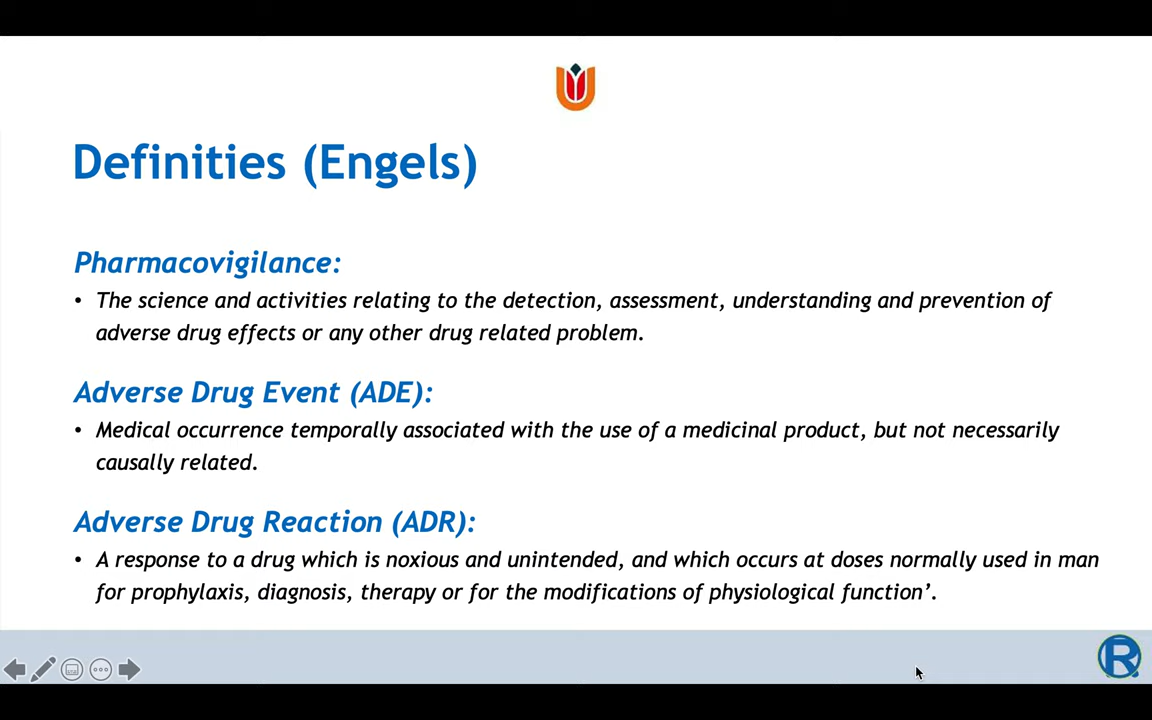 Definities (Engels)
Pharmacovigilance:
• The science and activities relating to the detection, assessment, understanding and prevention of
adverse drug effects or any other drug related problem.
Adverse Drug Event (ADE):
• Medical occurrence temporally associated with the use of a medicinal product, but not necessarily
causally related.
Adverse Drug Reaction (ADR):
• A response to a drug which is noxious and unintended, and which occurs at doses normally used in man
for prophylaxis, diagnosis, therapy or for the modifications of physiological function’.
R